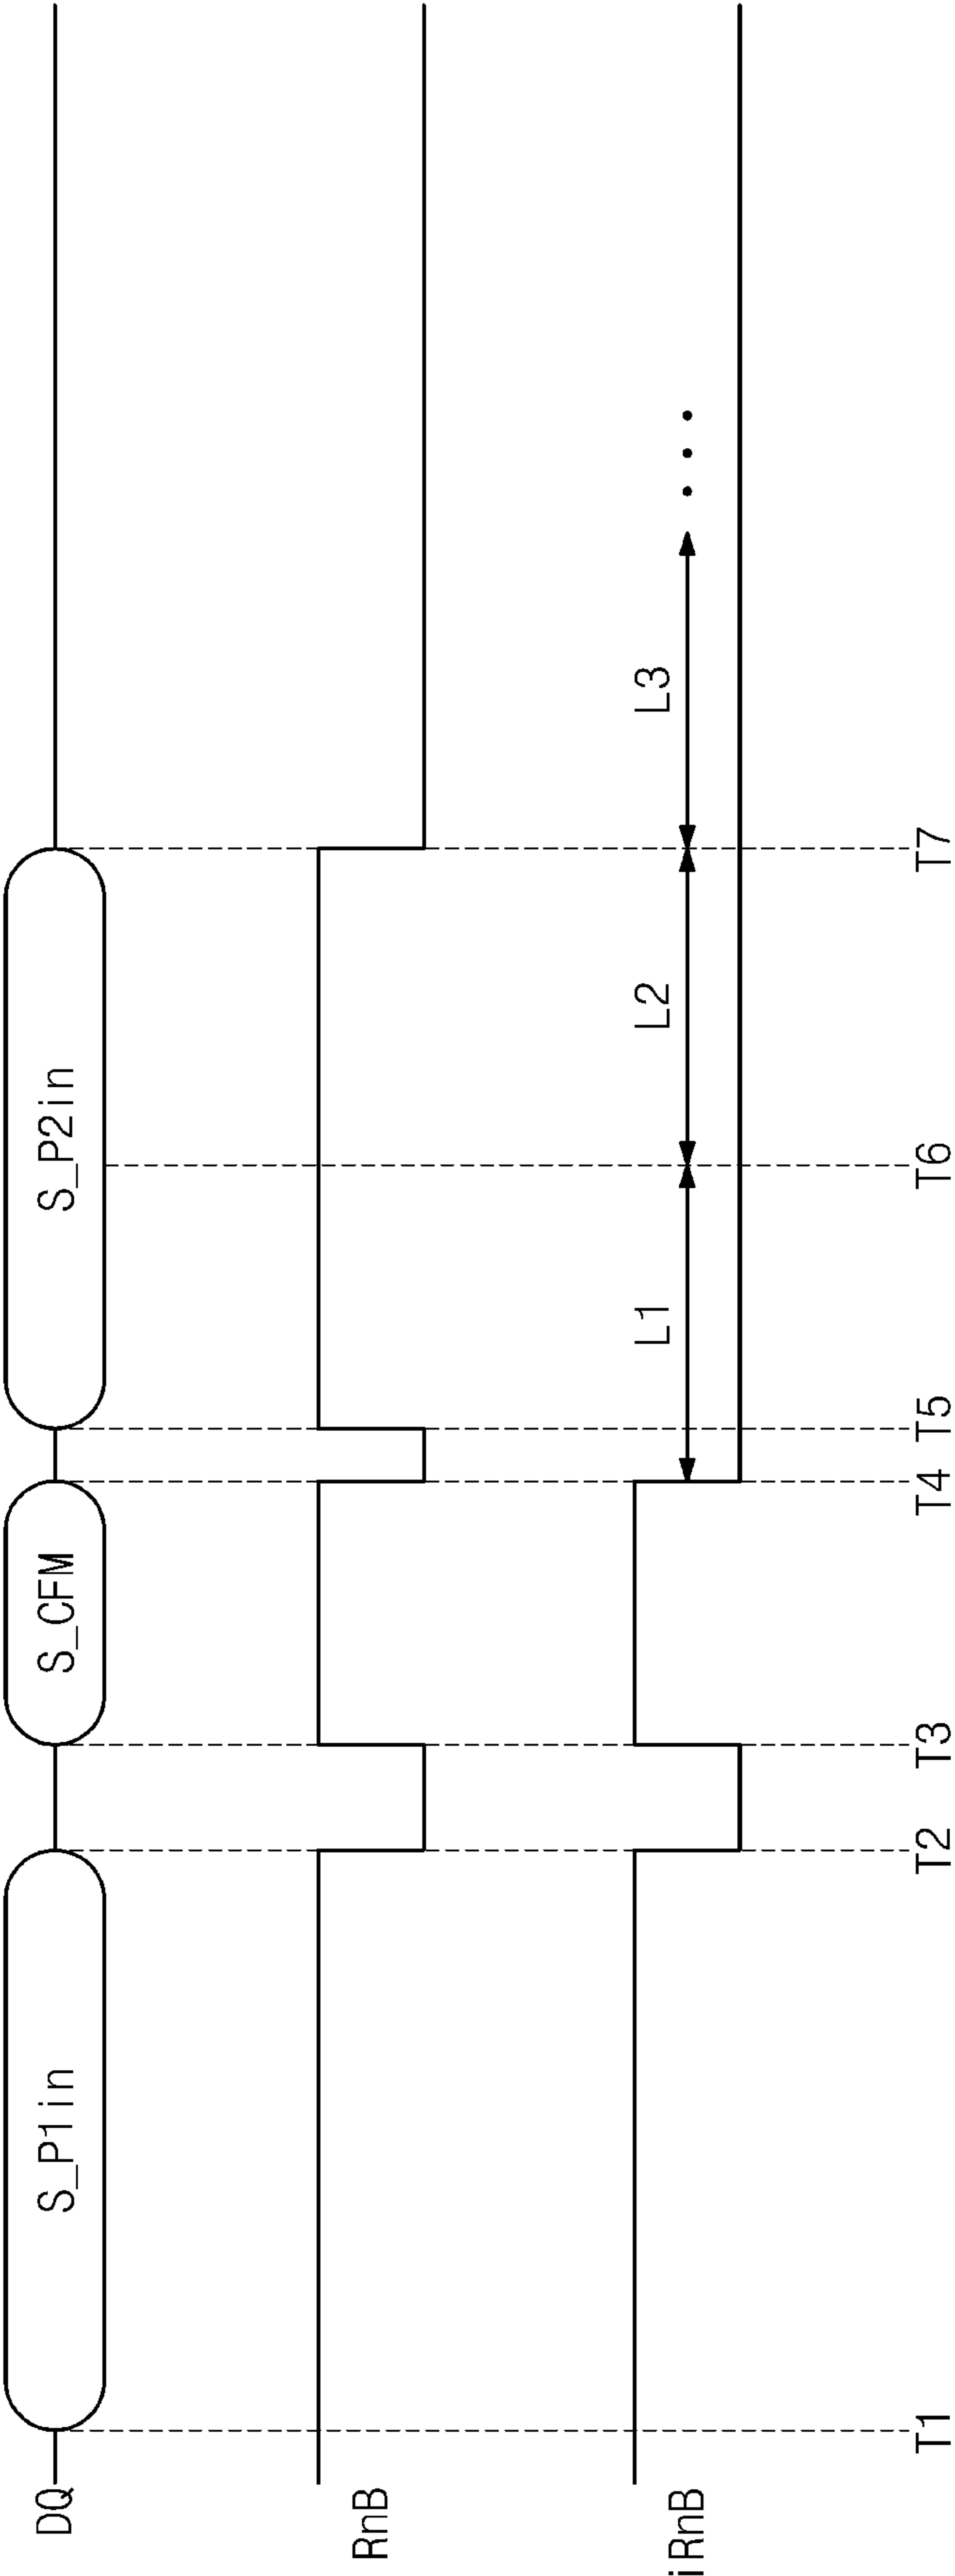 DQ
S_P1in
S_CFM
S_P2in
RnB
iRnB
L1
L2
L3
T1
T2
T3
T4
T5
T6
T7